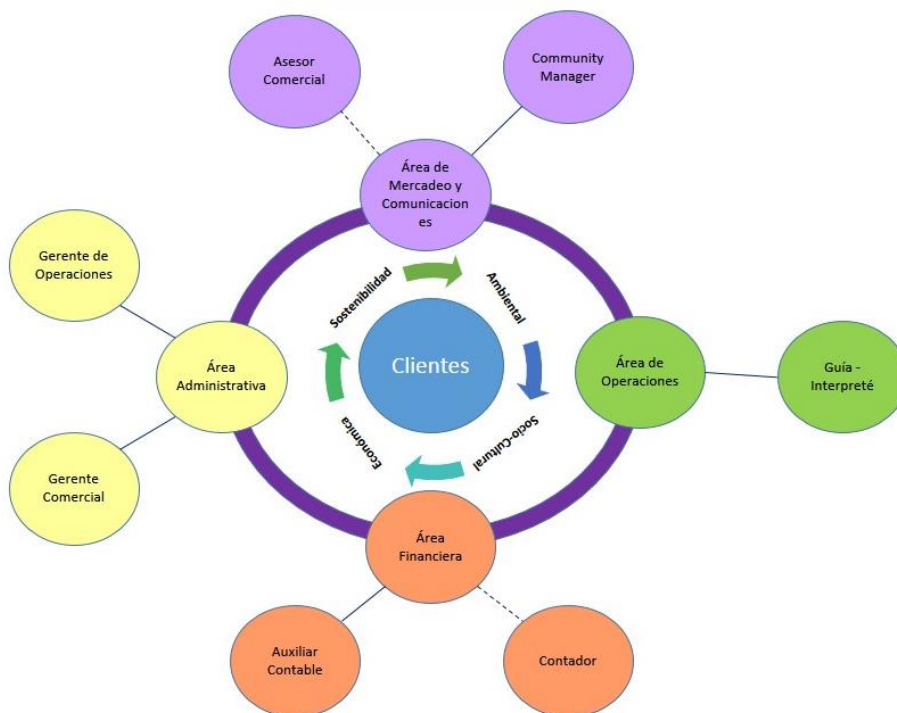 Asesor
Comercial
Community
Manager
Área de
Mercadeo y
Comunicacion
es
Gerente de
Operaciones
Sostenibilidad
Ambiental
Clientes
Área
Administrativa
Área de
Operaciones
Guía -
Interpreté
Económica
Socio-Cultural
Gerente
Comercial
Área
Financiera
Auxiliar
Contable
Contador